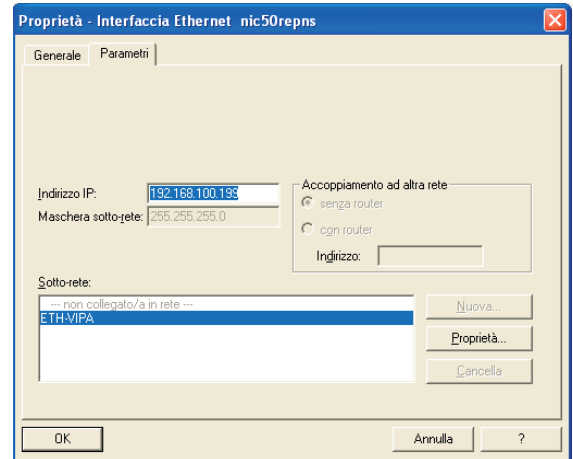 Proprietà - Interfaccia Ethernet nic50repns
Generale Parametri
Indirizzo IP: 192.168.100.199
Maschera sotto-rete: 255.255.255.0
Accoppiamento ad altra rete
senza router
con router
Indirizzo:
Sotto-rete:
--- non collegato/a in rete ---
ETH-VIPA
Nuova...
Proprietà...
Cancella
OK Annulla ?